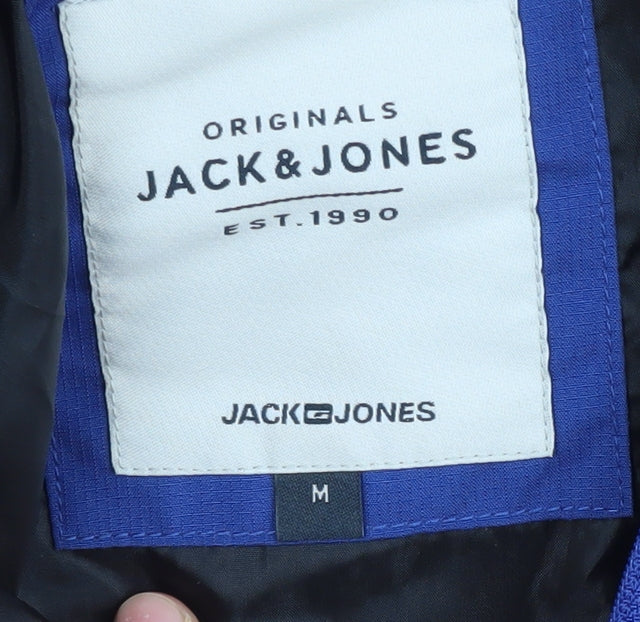 ORIGINALS
JACK & JONES
EST.1990
JACK JONES
M